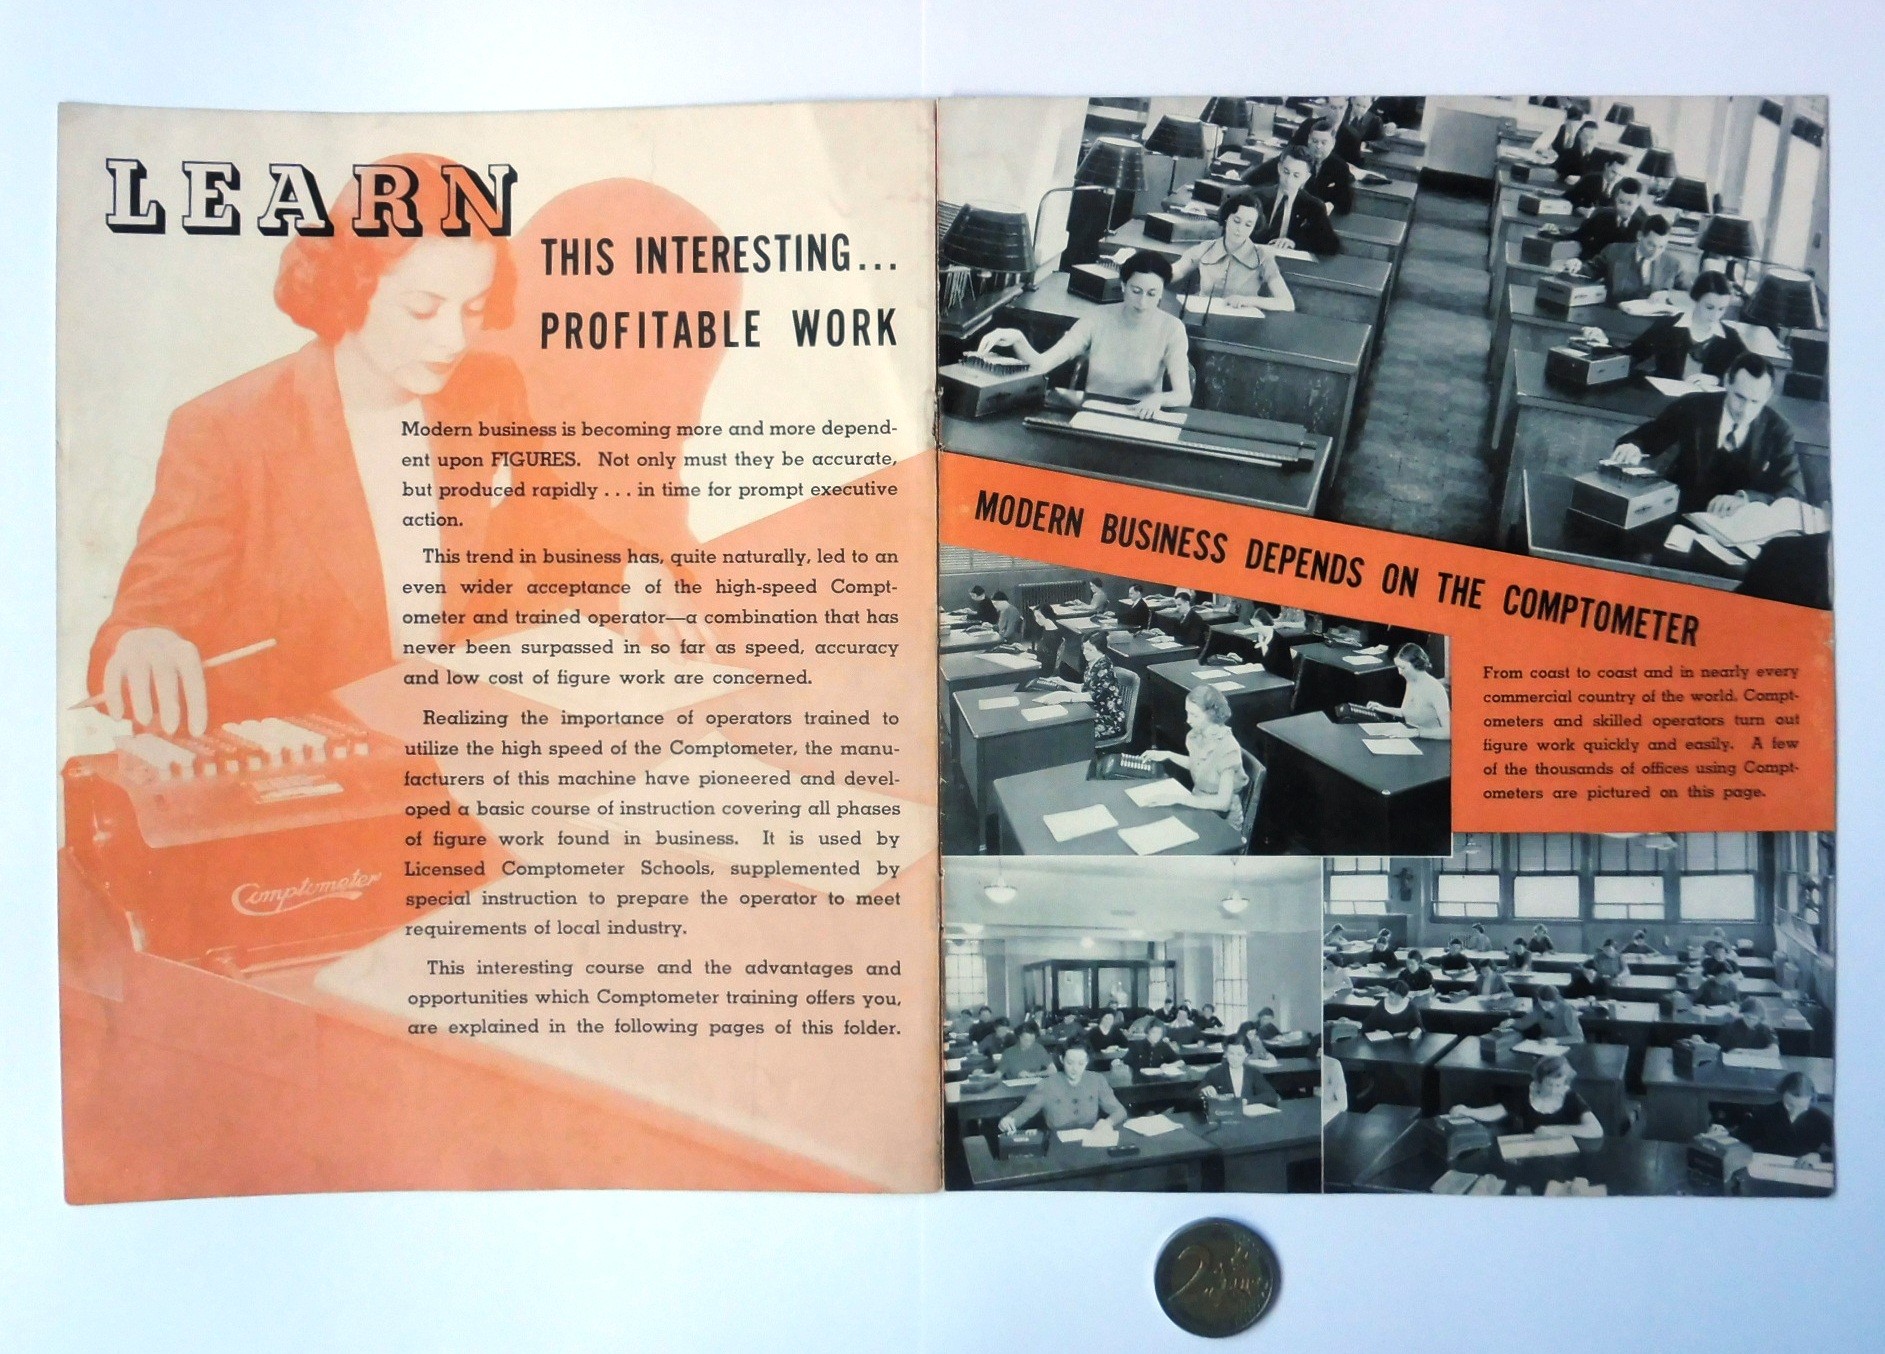 LEARN
THIS INTERESTING...
PROFITABLE WORK
Modern business is becoming more and more depend-
ent upon FIGURES. Not only must they be accurate,
but produced rapidly . . . in time for prompt executive
action.
This trend in business has, quite naturally, led to an
even wider acceptance of the high-speed Compt-
ometer and trained operator—a combination that has
never been surpassed in so far as speed, accuracy
and low cost of figure work are concerned.
Realizing the importance of operators trained to
utilize the high speed of the Comptometer, the manu-
facturers of this machine have pioneered and devel-
oped a basic course of instruction covering all phases
of figure work found in business. It is used by
Licensed Comptometer Schools, supplemented by
special instruction to prepare the operator to meet
requirements of local industry.
This interesting course and the advantages and
opportunities which Comptometer training offers you,
are explained in the following pages of this folder.
Comptometer
MODERN BUSINESS DEPENDS ON THE COMPTOMETER
From coast to coast and in nearly every
commercial country of the world, Compt-
ometers and skilled operators turn out
figure work quickly and easily. A few
of the thousands of offices using Compt-
ometers are pictured on this page.
2